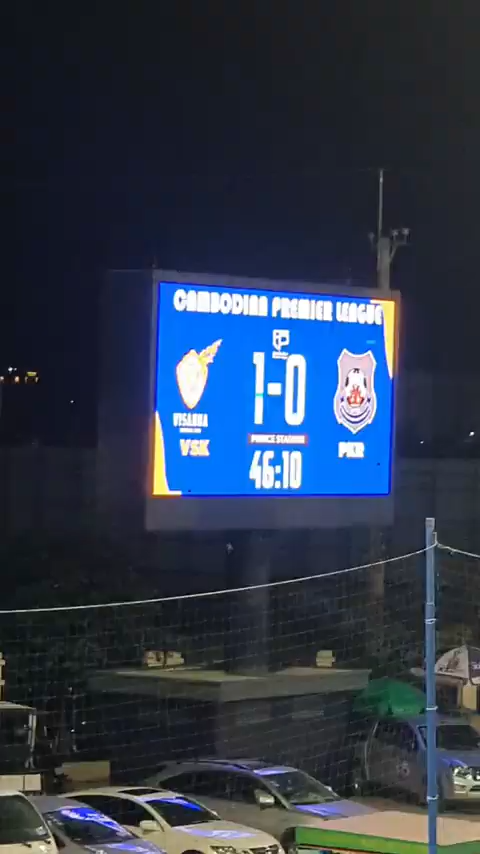 CAMBODIAN PREMIER LEAGUE
1-0
VISAKHA
VSK
PRINCE STADIUM
PKR
46:10